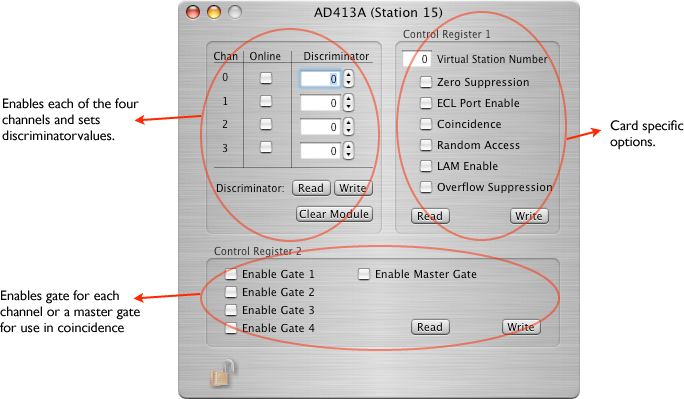 AD413A (Station 15)
Chan Online Discriminator
0 0
1 0
2 0
3 0
Discriminator: Read Write
Clear Module
Control Register 1
0 Virtual Station Number
Zero Suppression
ECL Port Enable
Coincidence
Random Access
LAM Enable
Overflow Suppression
Read Write
Control Register 2
Enable Gate 1 Enable Master Gate
Enable Gate 2
Enable Gate 3
Enable Gate 4
Read Write
Enables each of the four
channels and sets
discriminatorvalues.
Card specific
options.
Enables gate for each
channel or a master gate
for use in coincidence